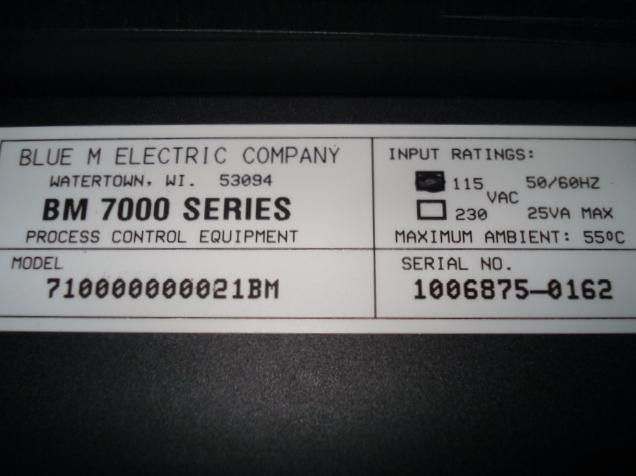 BLUE M ELECTRIC COMPANY
WATERTOWN, WI. 53094
BM 7000 SERIES
PROCESS CONTROL EQUIPMENT
MODEL
710000000021BM
INPUT RATINGS:
115 VAC 50/60HZ
230 25VA MAX
MAXIMUM AMBIENT: 55ºC
SERIAL NO.
1006875-0162